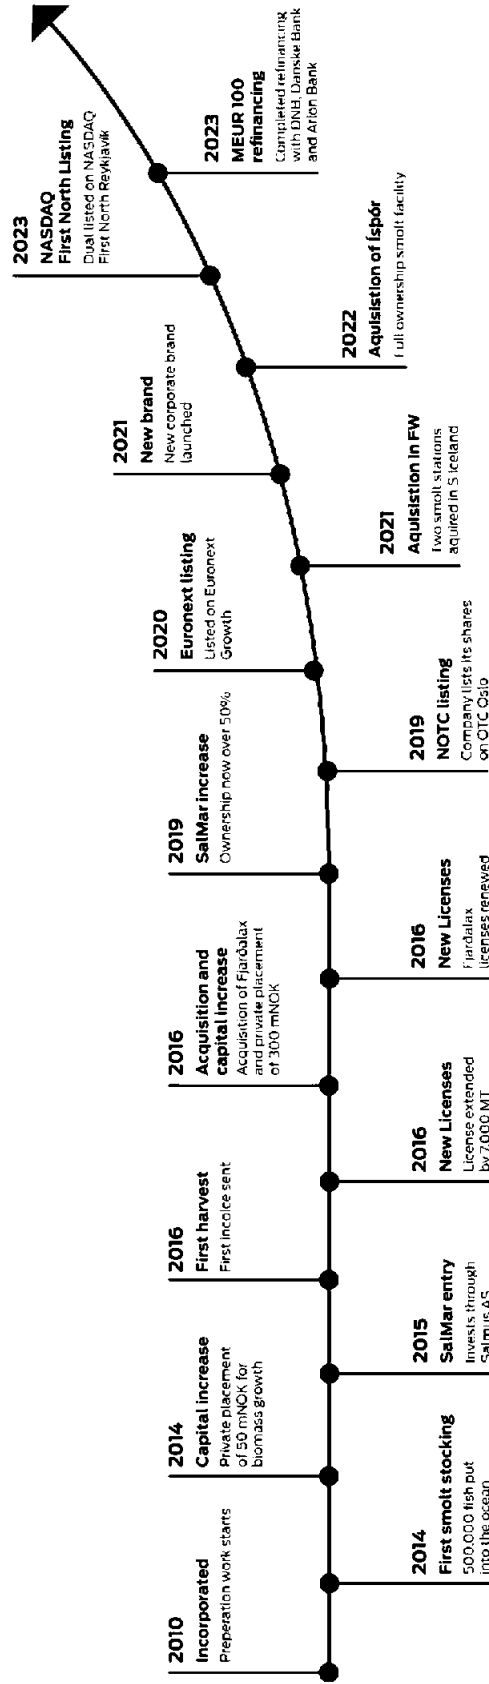 2010
Incorporated
Preperation work starts
2014
First smolt stocking
500.000 fish put
into the ocean
2014
Capital increase
Private placement
of 50 mNOK for
biomass growth
2015
SalMar entry
Invests through
Salmus AS
2016
First harvest
First incoice sent
2016
New Licenses
License extended
by 7.000 MT
2016
Acquisition and
capital increase
Acquisition of Fjardalax
and private placement
of 300 mNOK
2016
New Licenses
Fjardalax
licenses renewed
2019
SalMar increase
Ownership now over 50%
2019
NOTC listing
Company lists its shares
on OTC Oslo
2020
Euronext listing
Listed on Euronext
Growth
2021
Aquisistion in FW
Two smolt stations
aquired in S Iceland
2021
New brand
New corporate brand
launched
2022
Aquisistion of Ísþór
Full ownership smolt facility
2023
NASDAQ
First North Listing
Dual listed on NASDAQ
First North Reykjavík
2023
MEUR 100
refinancing
Completed refinancing
with DNB, Danske Bank
and Arion Bank